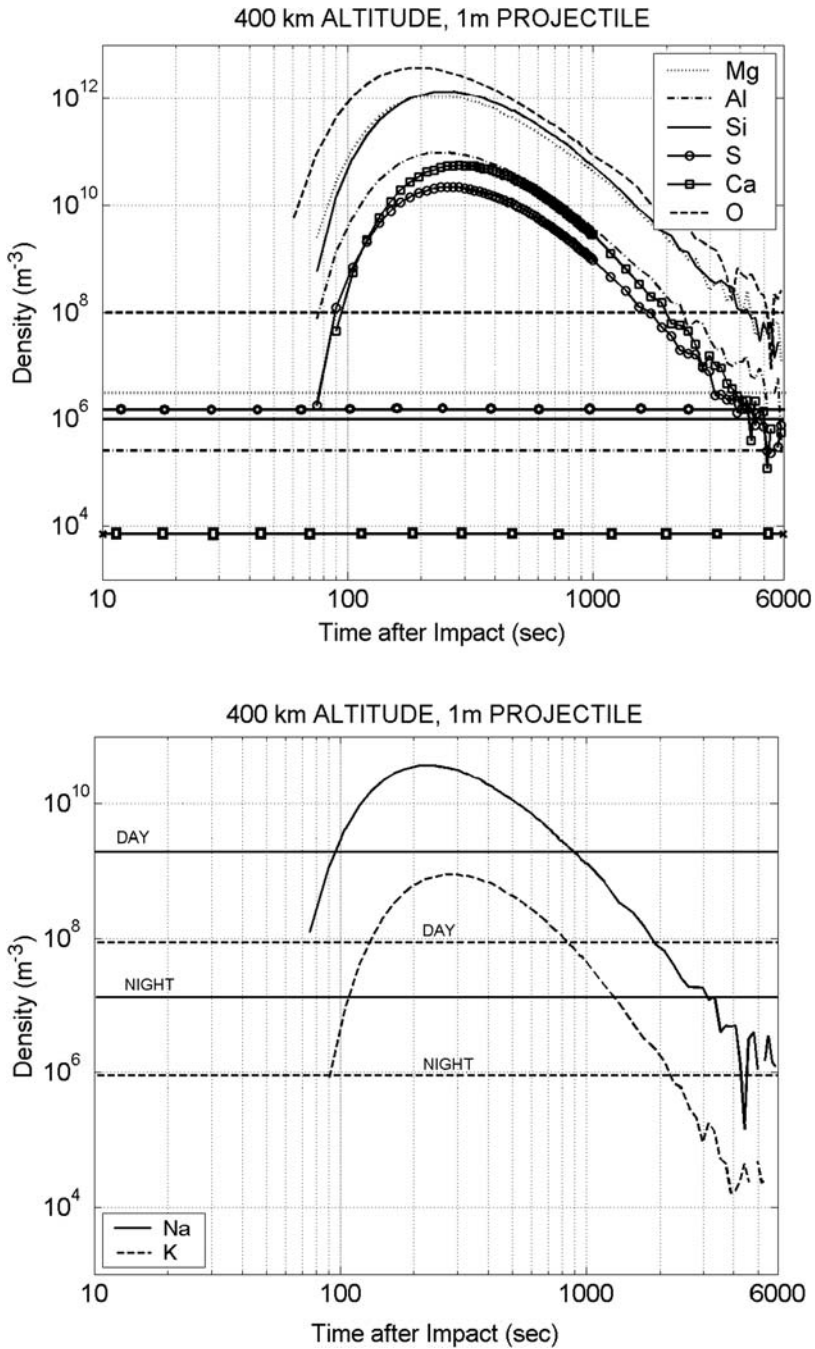 400 km ALTITUDE, 1m PROJECTILE
Mg
Al
Si
S
Ca
O
10^12
10^10
10^8
10^6
10^4
Density (m^-3)
10
100
1000
6000
Time after Impact (sec)
400 km ALTITUDE, 1m PROJECTILE
10^10
DAY
10^8
DAY
NIGHT
10^6
NIGHT
10^4
Density (m^-3)
Na
K
10
100
1000
6000
Time after Impact (sec)